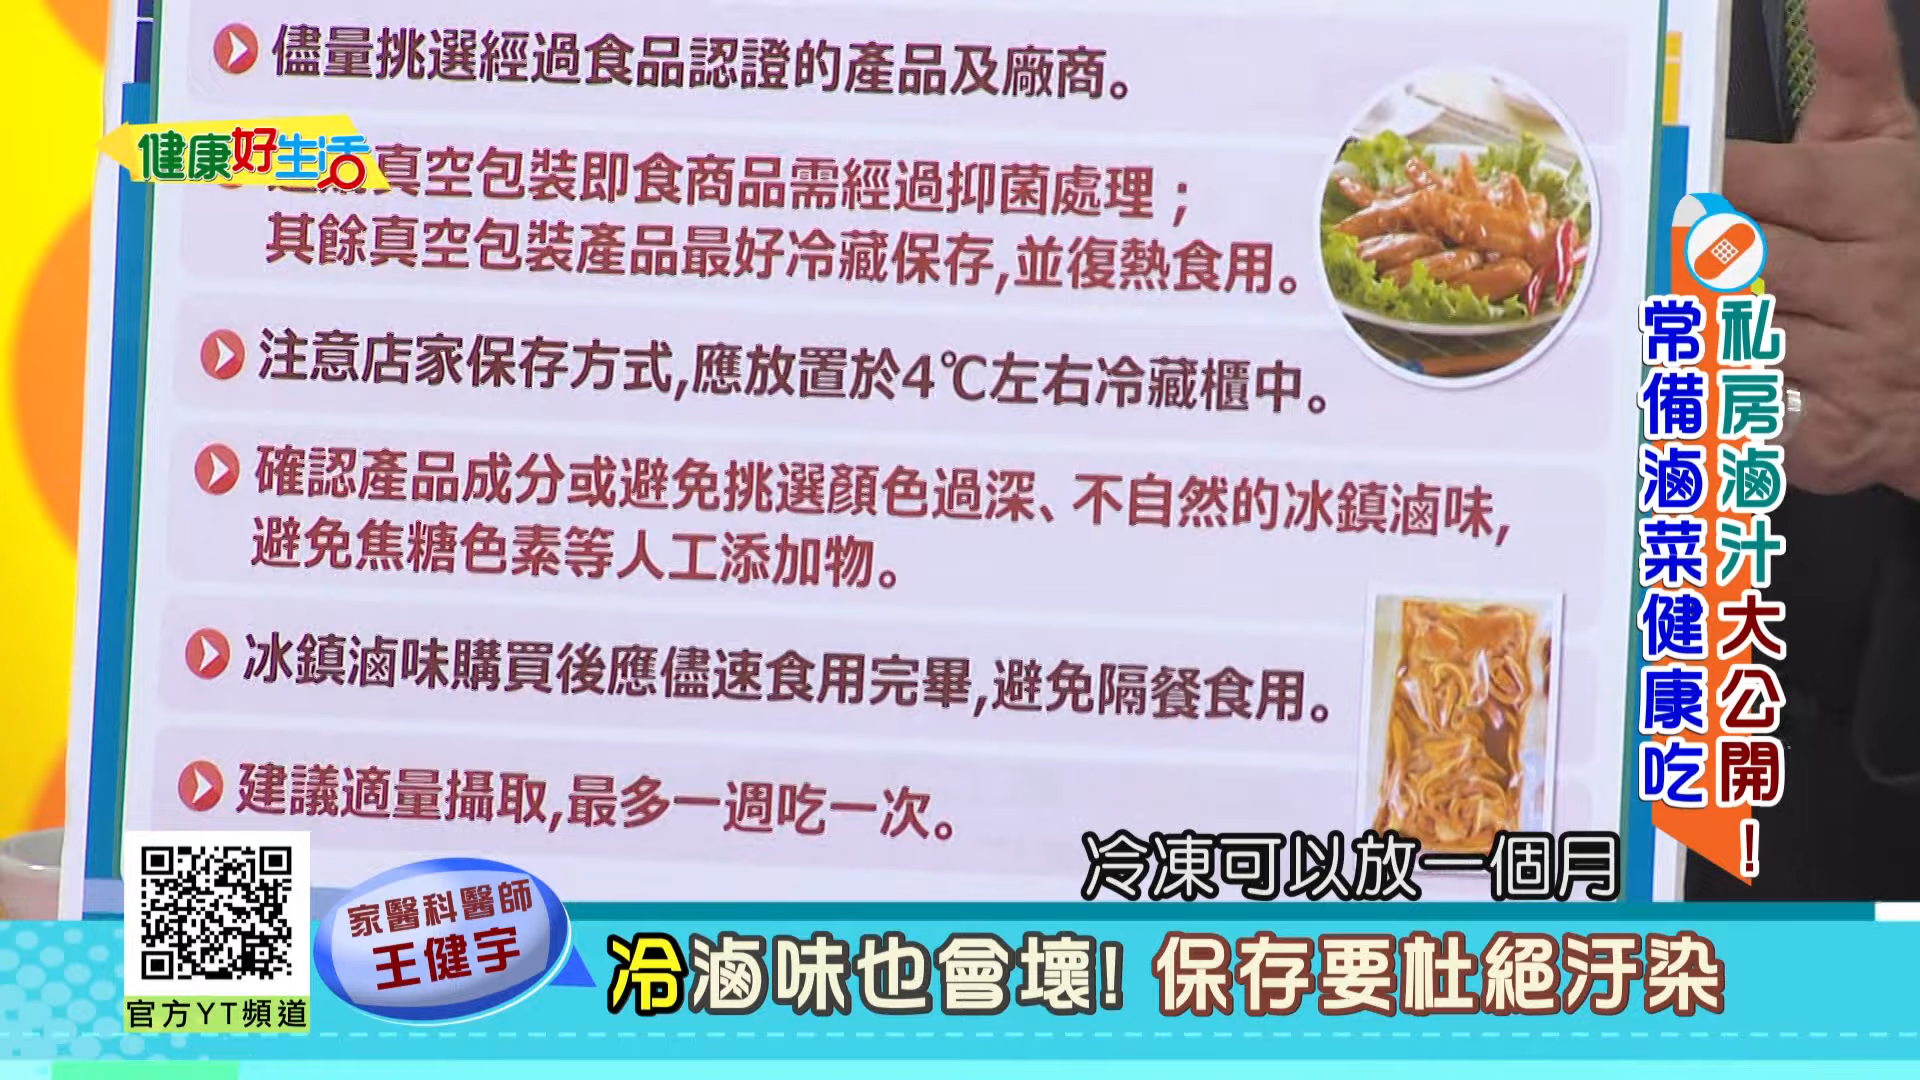 儘量挑選經過食品認證的產品及廠商。
健康好生活
真空包裝即食商品需經過抑菌處理；
其餘真空包裝產品最好冷藏保存,並復熱食用。
注意店家保存方式,應放置於4℃左右冷藏櫃中。
確認產品成分或避免挑選顏色過深、不自然的冰鎮滷味,
避免焦糖色素等人工添加物。
冰鎮滷味購買後應儘速食用完畢,避免隔餐食用。
建議適量攝取,最多一週吃一次。
私房滷汁大公開！
常備滷菜健康吃
冷凍可以放一個月
家醫科醫師
王健宇
冷滷味也會壞! 保存要杜絕汙染
官方YT頻道